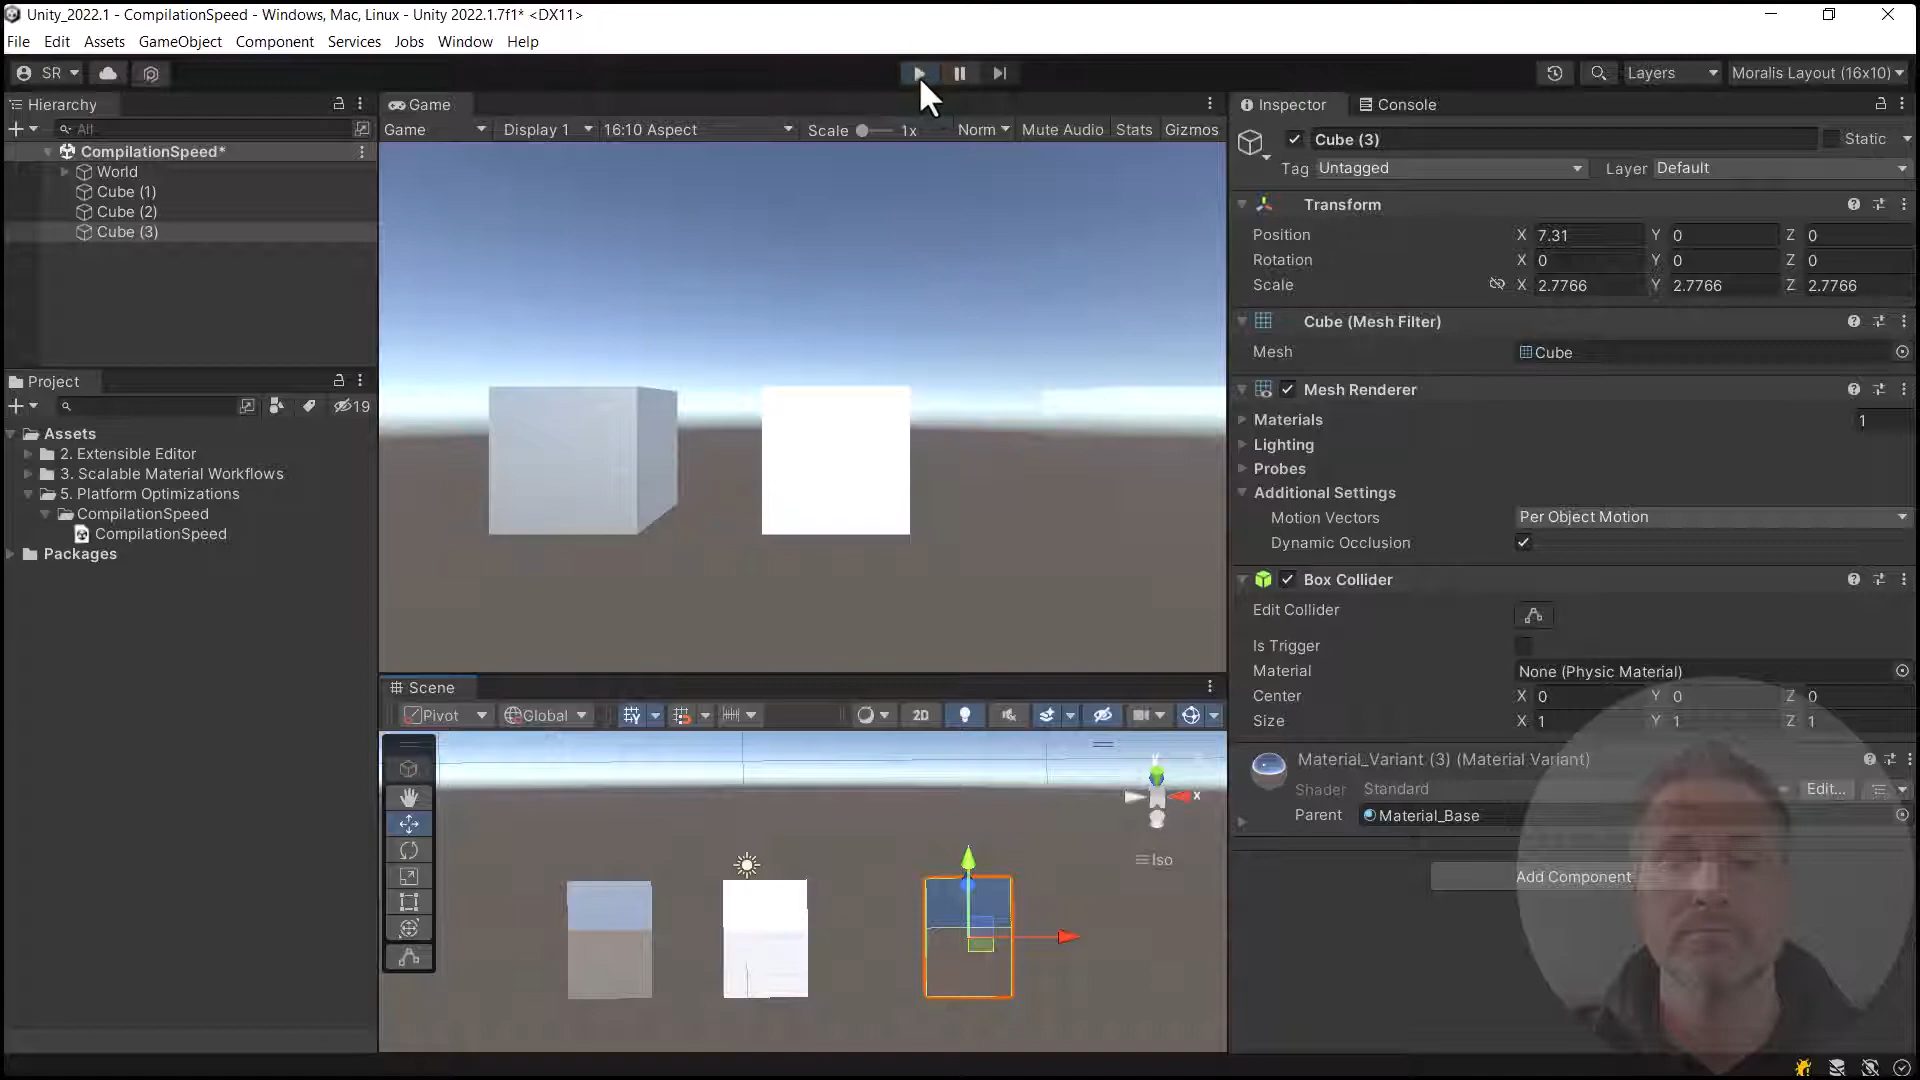 Unity_2022.1 - CompilationSpeed - Windows, Mac, Linux - Unity 2022.1.7f1* <DX11>
File Edit Assets GameObject Component Services Jobs Window Help
SR Layers Moralis Layout (16x10)
Hierarchy
All
CompilationSpeed*
World
Cube (1)
Cube (2)
Cube (3)
Project
19
Assets
2. Extensible Editor
3. Scalable Material Workflows
5. Platform Optimizations
CompilationSpeed
CompilationSpeed
Packages
Game
Game Display 1 16:10 Aspect Scale 1x Norm Mute Audio Stats Gizmos
Scene
Pivot Global 2D
y
x
Iso
Inspector Console
Cube (3) Static
Tag Untagged Layer Default
Transform
Position X 7.31 Y 0 Z 0
Rotation X 0 Y 0 Z 0
Scale X 2.7766 Y 2.7766 Z 2.7766
Cube (Mesh Filter)
Mesh Cube
Mesh Renderer
Materials 1
Lighting
Probes
Additional Settings
Motion Vectors Per Object Motion
Dynamic Occlusion
Box Collider
Edit Collider
Is Trigger
Material None (Physic Material)
Center X 0 Y 0 Z 0
Size X 1 Y 1 Z 1
Material_Variant (3) (Material Variant)
Shader Standard Edit...
Parent Material_Base
Add Component